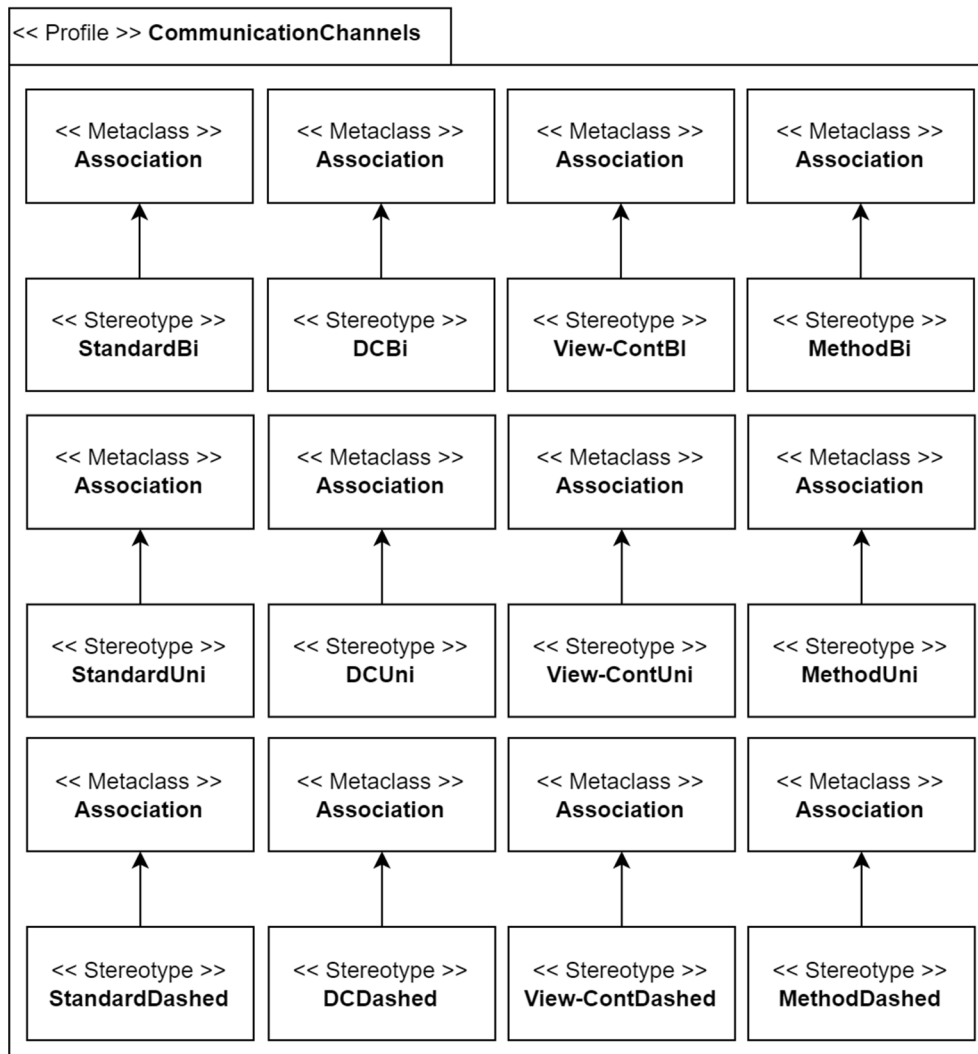 << Profile >> CommunicationChannels
<< Metaclass >>
Association
<< Metaclass >>
Association
<< Metaclass >>
Association
<< Metaclass >>
Association
<< Stereotype >>
StandardBi
<< Stereotype >>
DCBi
<< Stereotype >>
View-ContBI
<< Stereotype >>
MethodBi
<< Metaclass >>
Association
<< Metaclass >>
Association
<< Metaclass >>
Association
<< Metaclass >>
Association
<< Stereotype >>
StandardUni
<< Stereotype >>
DCUni
<< Stereotype >>
View-ContUni
<< Stereotype >>
MethodUni
<< Metaclass >>
Association
<< Metaclass >>
Association
<< Metaclass >>
Association
<< Metaclass >>
Association
<< Stereotype >>
StandardDashed
<< Stereotype >>
DCDashed
<< Stereotype >>
View-ContDashed
<< Stereotype >>
MethodDashed